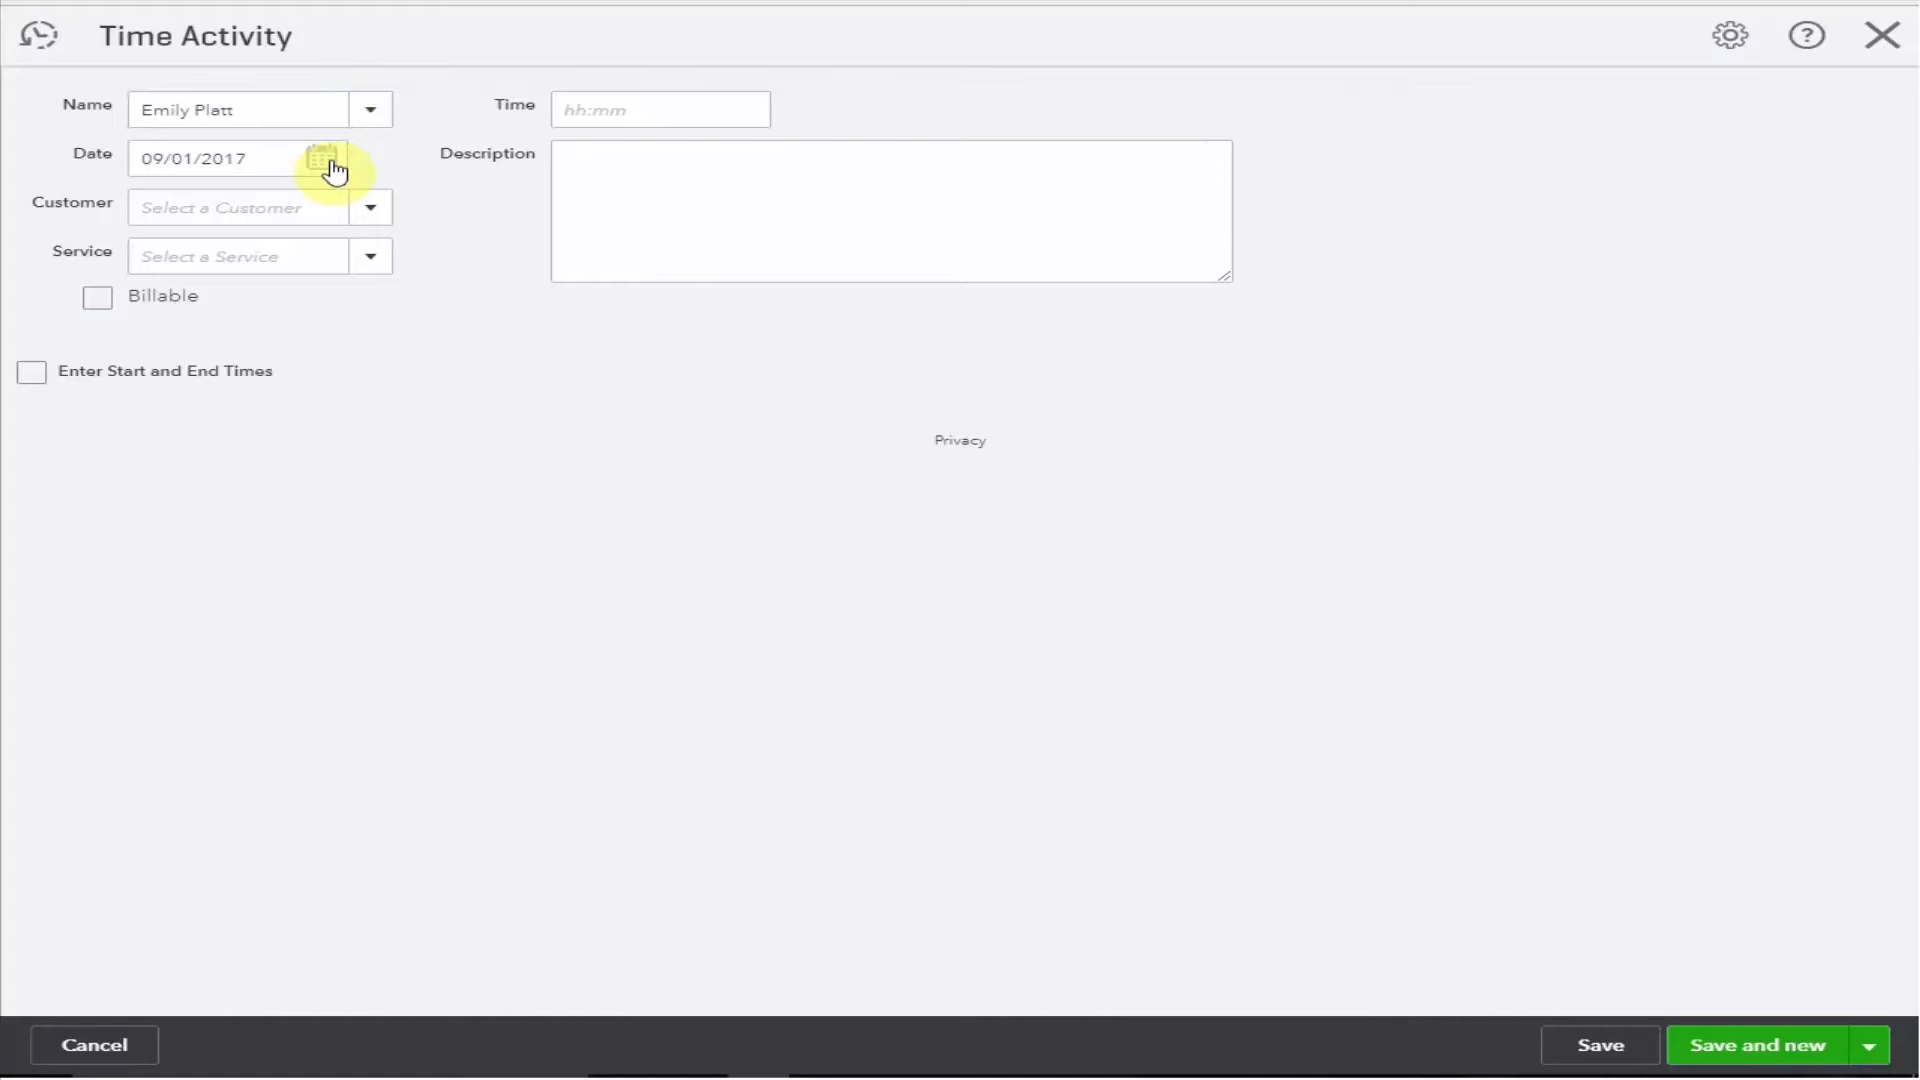 Time Activity
Name
Emily Platt
Time
hh:mm
Date
09/01/2017
Description
Customer
Select a Customer
Service
Select a Service
Billable
Enter Start and End Times
Privacy
Cancel
Save
Save and new